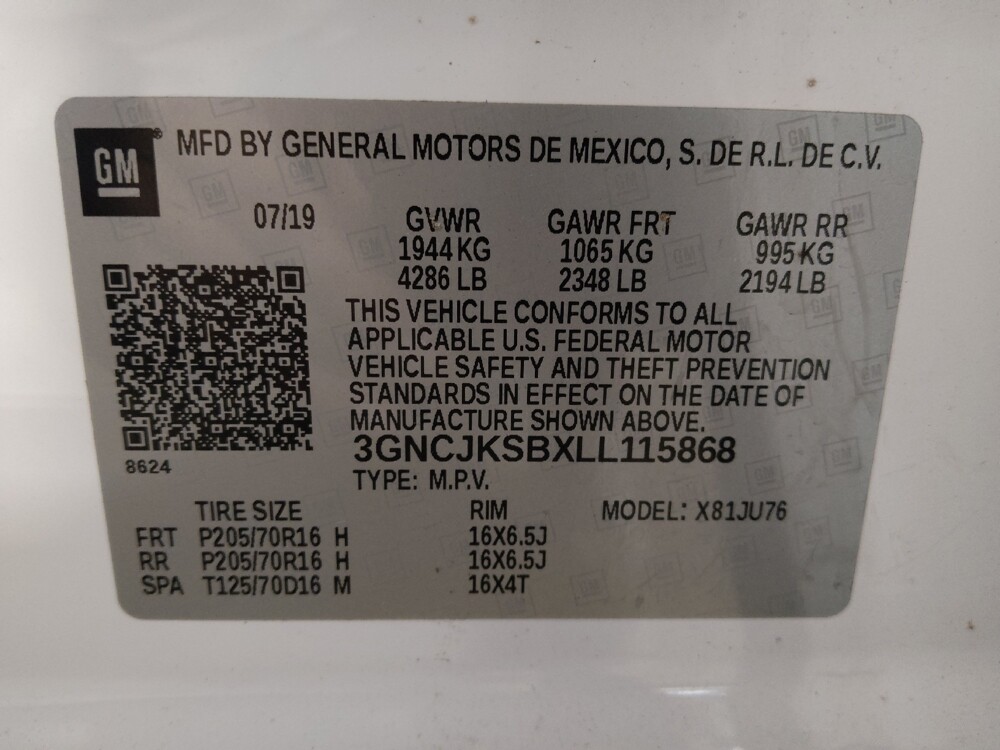 GM® MFD BY GENERAL MOTORS DE MEXICO, S. DE R.L. DE C.V.
07/19 GVWR GAWR FRT GAWR RR
1944 KG 1065 KG 995 KG
4286 LB 2348 LB 2194 LB
THIS VEHICLE CONFORMS TO ALL
APPLICABLE U.S. FEDERAL MOTOR
VEHICLE SAFETY AND THEFT PREVENTION
STANDARDS IN EFFECT ON THE DATE OF
MANUFACTURE SHOWN ABOVE.
3GNCJKSBXLL115868
8624
TYPE: M.P.V.
TIRE SIZE RIM MODEL: X81JU76
FRT P205/70R16 H 16X6.5J
RR P205/70R16 H 16X6.5J
SPA T125/70D16 M 16X4T